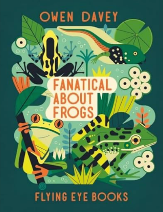 OWEN DAVEY
FANATICAL
ABOUT
FROGS
FLYING EYE BOOKS